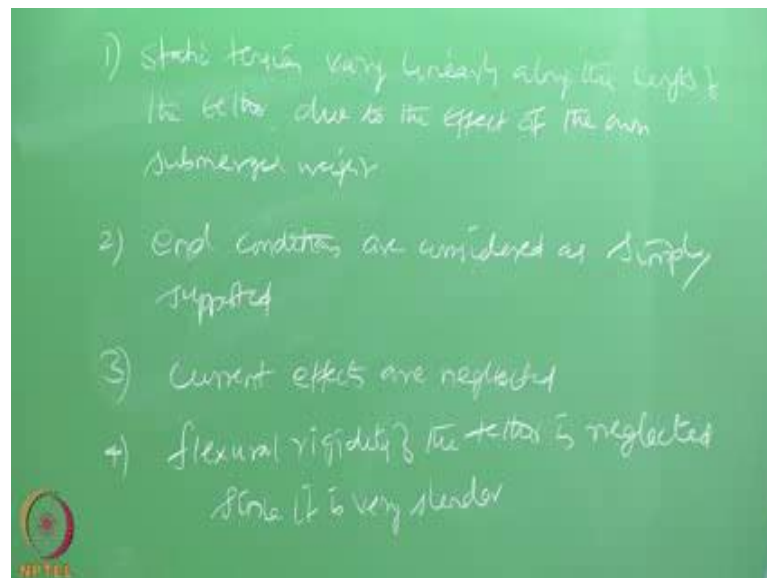 1) static tension vary linearly along the length of
the tether due to the effect of the own
submerged weight
2) end conditions are considered as simply
supported
3) current effects are neglected
4) flexural rigidity of the tether is neglected
since it is very slender
NPTEL